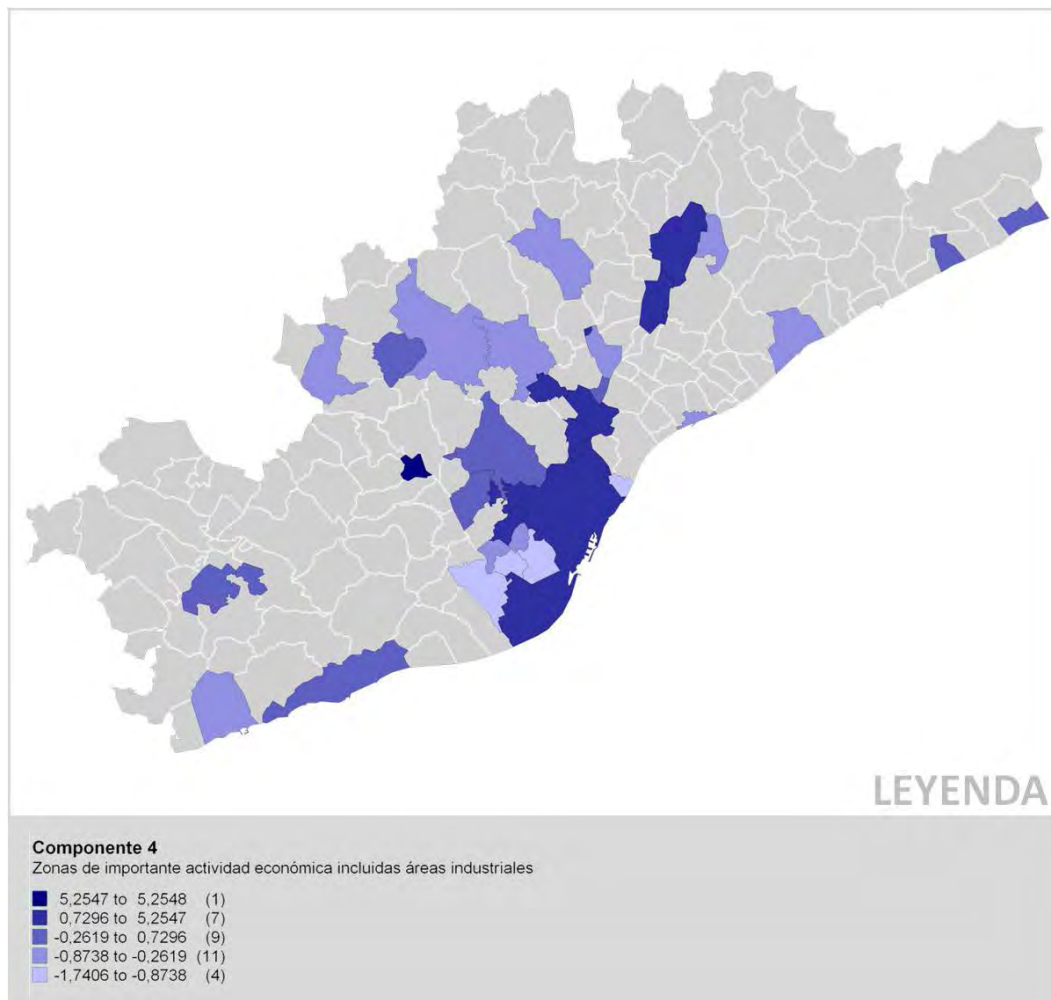 LEYENDA
Componente 4
Zonas de importante actividad económica incluidas áreas industriales
5,2547 to 5,2548 (1)
0,7296 to 5,2547 (7)
-0,2619 to 0,7296 (9)
-0,8738 to -0,2619 (11)
-1,7406 to -0,8738 (4)